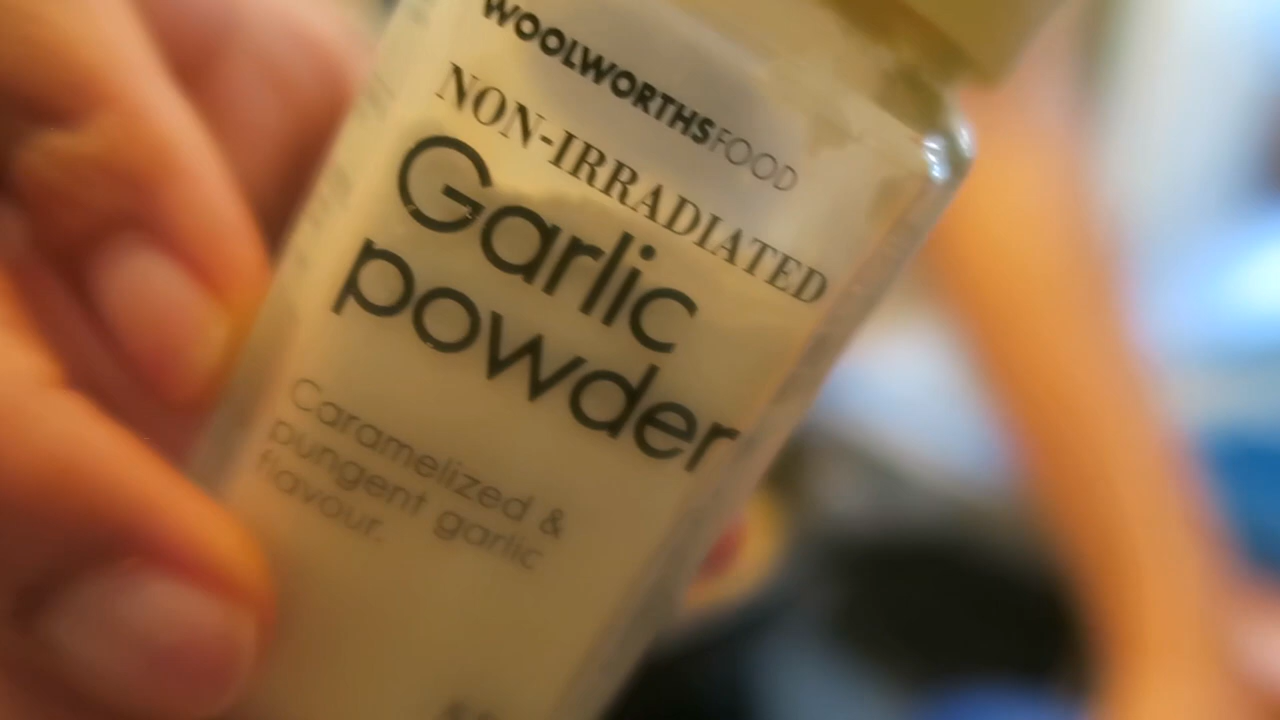 WOOLWORTHSFOOD
NON-IRRADIATED
Garlic
powder
Caramelized &
pungent garlic
flavour.